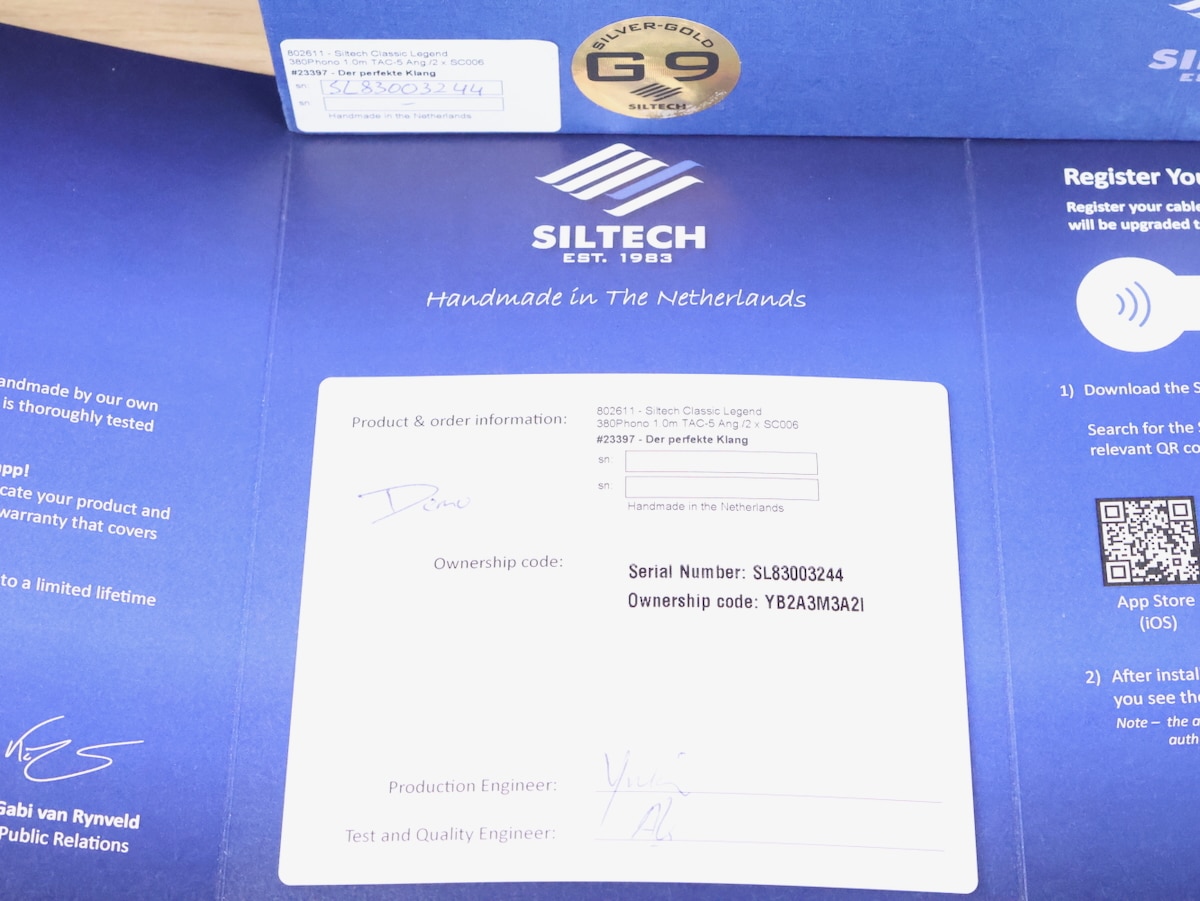 802611 - Siltech Classic Legend
380Phono 1.0m TAC-5 Ang /2 x SC006
#23397 - Der perfekte Klang
sn: SL83003244
sn: –
Handmade in the Netherlands
SILVER-GOLD
G9
SILTECH
SILTECH
EST. 1983
Handmade in The Netherlands
andmade by our own
is thoroughly tested
pp!
cate your product and
warranty that covers
to a limited lifetime
Gabi van Rynveld
Public Relations
Product & order information:
802611 - Siltech Classic Legend
380Phono 1.0m TAC-5 Ang /2 x SC006
#23397 - Der perfekte Klang
sn:
sn:
Handmade in the Netherlands
Ownership code:
Serial Number: SL83003244
Ownership code: YB2A3M3A2I
Production Engineer:
Test and Quality Engineer:
Register You
Register your cable
will be upgraded t
1) Download the S
Search for the S
relevant QR co
App Store
(iOS)
2) After instal
you see the
Note – the a
auth